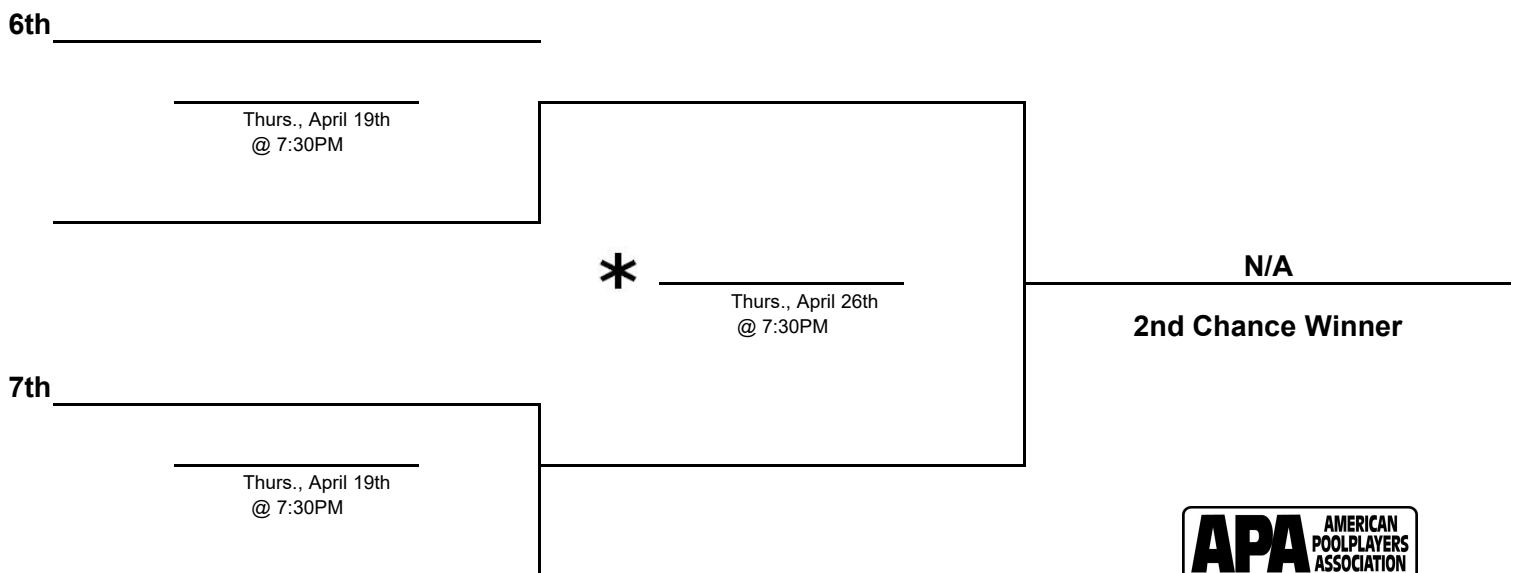 6th
Thurs., April 19th
@ 7:30PM
*
Thurs., April 26th
@ 7:30PM
N/A
2nd Chance Winner
7th
Thurs., April 19th
@ 7:30PM
APA AMERICAN
POOLPLAYERS
ASSOCIATION